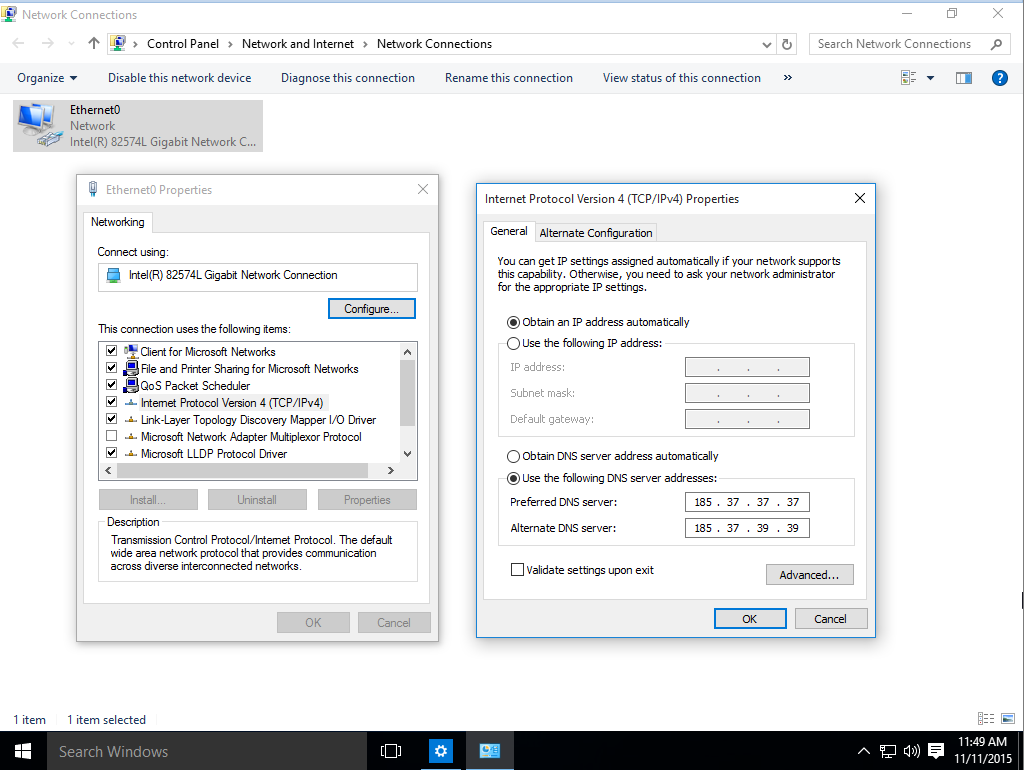 Network Connections
Control Panel > Network and Internet > Network Connections
Search Network Connections
Organize Disable this network device Diagnose this connection Rename this connection View status of this connection »
Ethernet0
Network
Intel(R) 82574L Gigabit Network C...
Ethernet0 Properties
Networking
Connect using:
Intel(R) 82574L Gigabit Network Connection
Configure...
This connection uses the following items:
Client for Microsoft Networks
File and Printer Sharing for Microsoft Networks
QoS Packet Scheduler
Internet Protocol Version 4 (TCP/IPv4)
Link-Layer Topology Discovery Mapper I/O Driver
Microsoft Network Adapter Multiplexor Protocol
Microsoft LLDP Protocol Driver
Install... Uninstall Properties
Description
Transmission Control Protocol/Internet Protocol. The default
wide area network protocol that provides communication
across diverse interconnected networks.
OK Cancel
Internet Protocol Version 4 (TCP/IPv4) Properties
General Alternate Configuration
You can get IP settings assigned automatically if your network supports
this capability. Otherwise, you need to ask your network administrator
for the appropriate IP settings.
Obtain an IP address automatically
Use the following IP address:
IP address: . . .
Subnet mask: . . .
Default gateway: . . .
Obtain DNS server address automatically
Use the following DNS server addresses:
Preferred DNS server: 185 . 37 . 37 . 37
Alternate DNS server: 185 . 37 . 39 . 39
Validate settings upon exit
Advanced...
OK Cancel
1 item 1 item selected
Search Windows
11:49 AM
11/11/2015